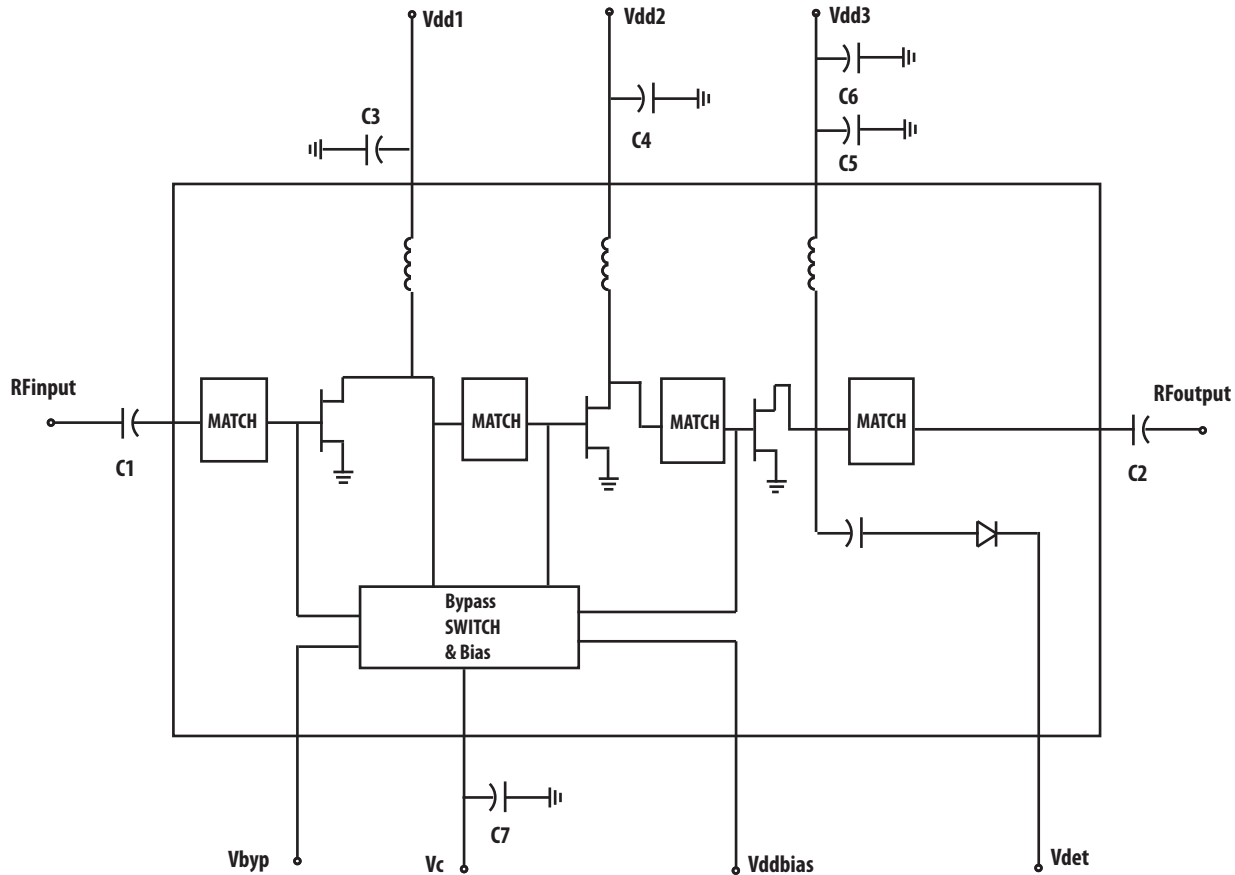 Vdd1
Vdd2
Vdd3
C6
C3
C4
C5
RFinput
MATCH
MATCH
MATCH
MATCH
RFoutput
C1
C2
Bypass
SWITCH
& Bias
C7
Vbyp
Vc
Vddbias
Vdet